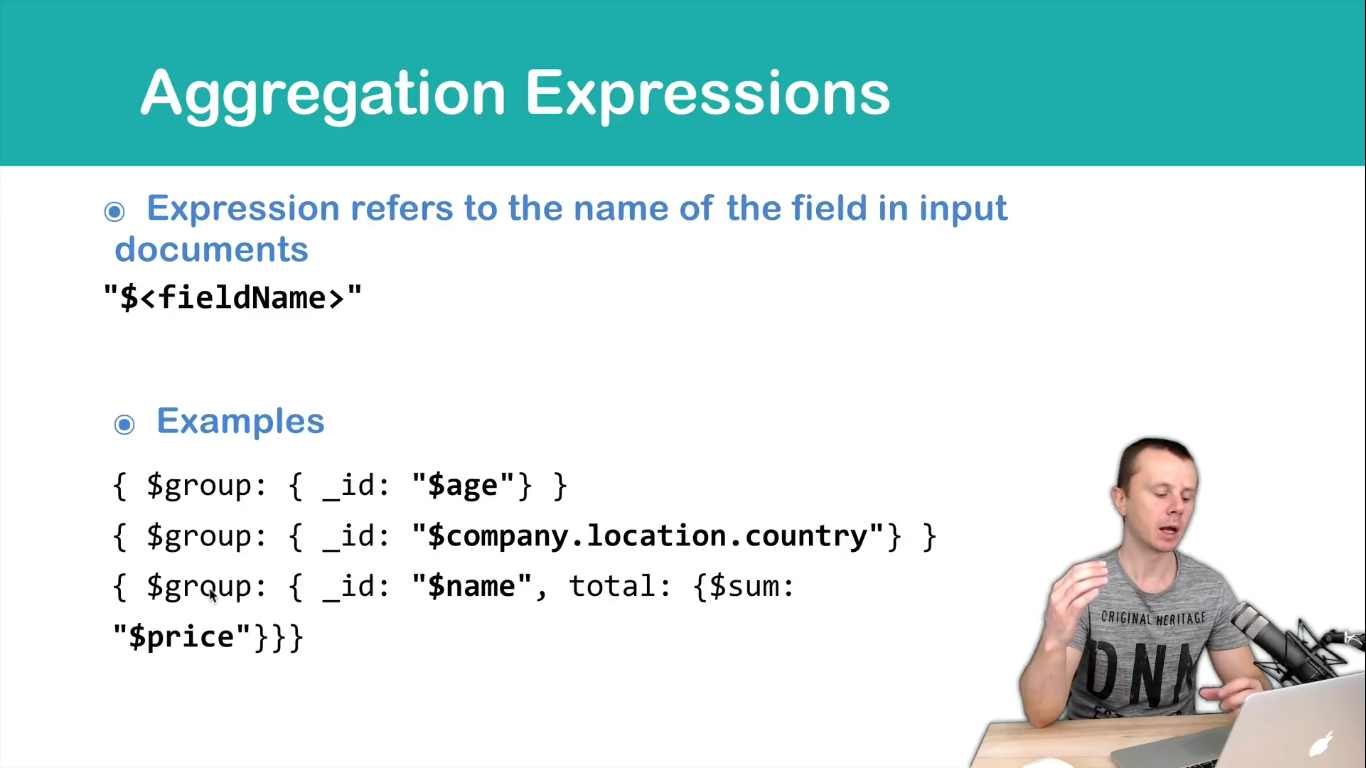 Aggregation Expressions
◉ Expression refers to the name of the field in input
documents
"$<fieldName>"
◉ Examples
{ $group: { _id: "$age"} }
{ $group: { _id: "$company.location.country"} }
{ $group: { _id: "$name", total: {$sum:
"$price"}}}
ORIGINAL HERITAGE
DNA